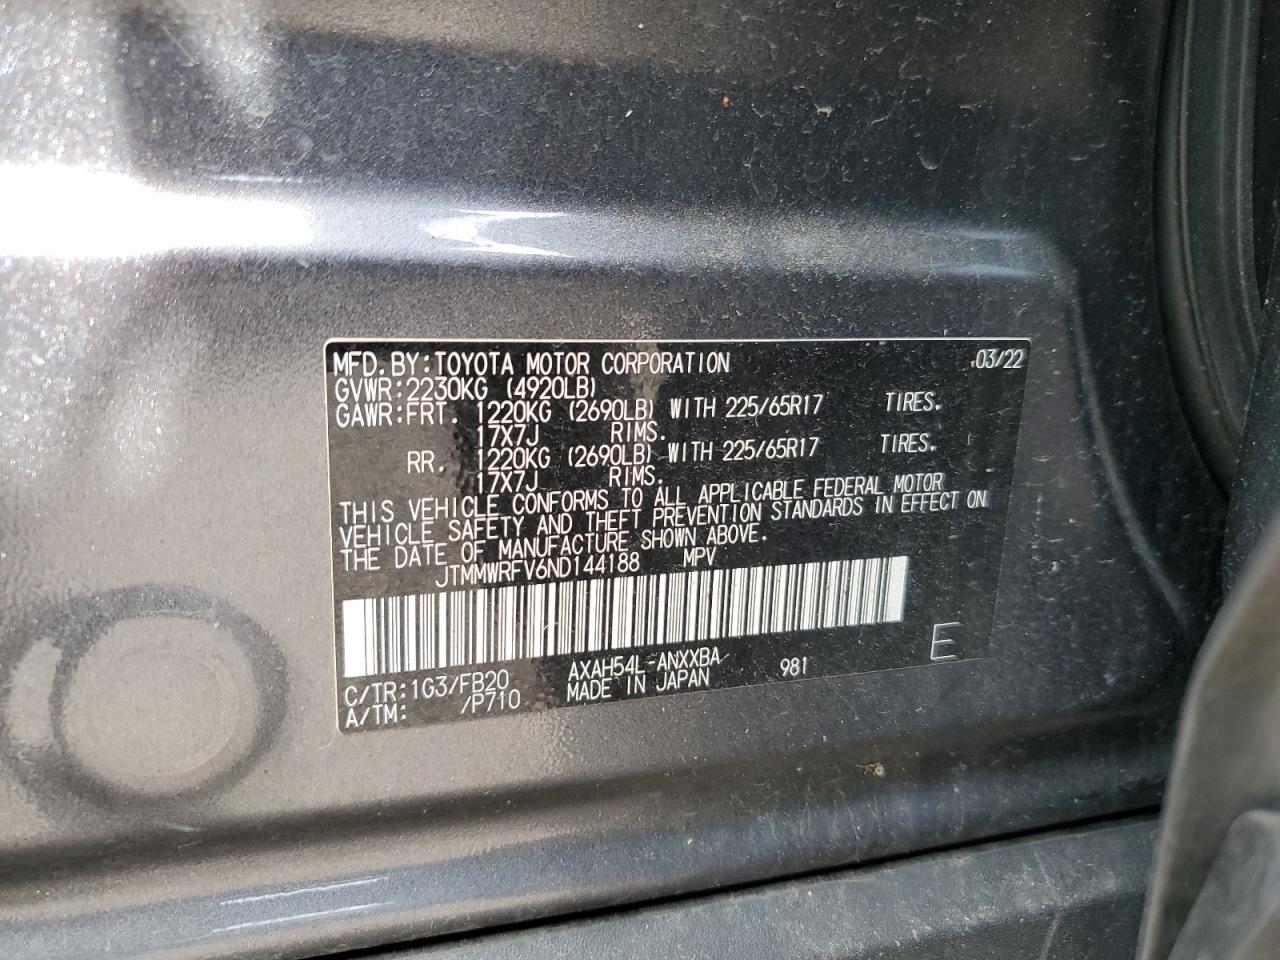 MFD.BY:TOYOTA MOTOR CORPORATION 03/22
GVWR:2230KG (4920LB)
GAWR:FRT. 1220KG (2690LB) WITH 225/65R17 TIRES.
17X7J RIMS.
RR. 1220KG (2690LB) WITH 225/65R17 TIRES.
17X7J RIMS.
THIS VEHICLE CONFORMS TO ALL APPLICABLE FEDERAL MOTOR
VEHICLE SAFETY AND THEFT PREVENTION STANDARDS IN EFFECT ON
THE DATE OF MANUFACTURE SHOWN ABOVE.
JTMMWRFV6ND144188 MPV
C/TR:1G3/FB20 AXAH54L-ANXXBA 981 E
A/TM: /P710 MADE IN JAPAN